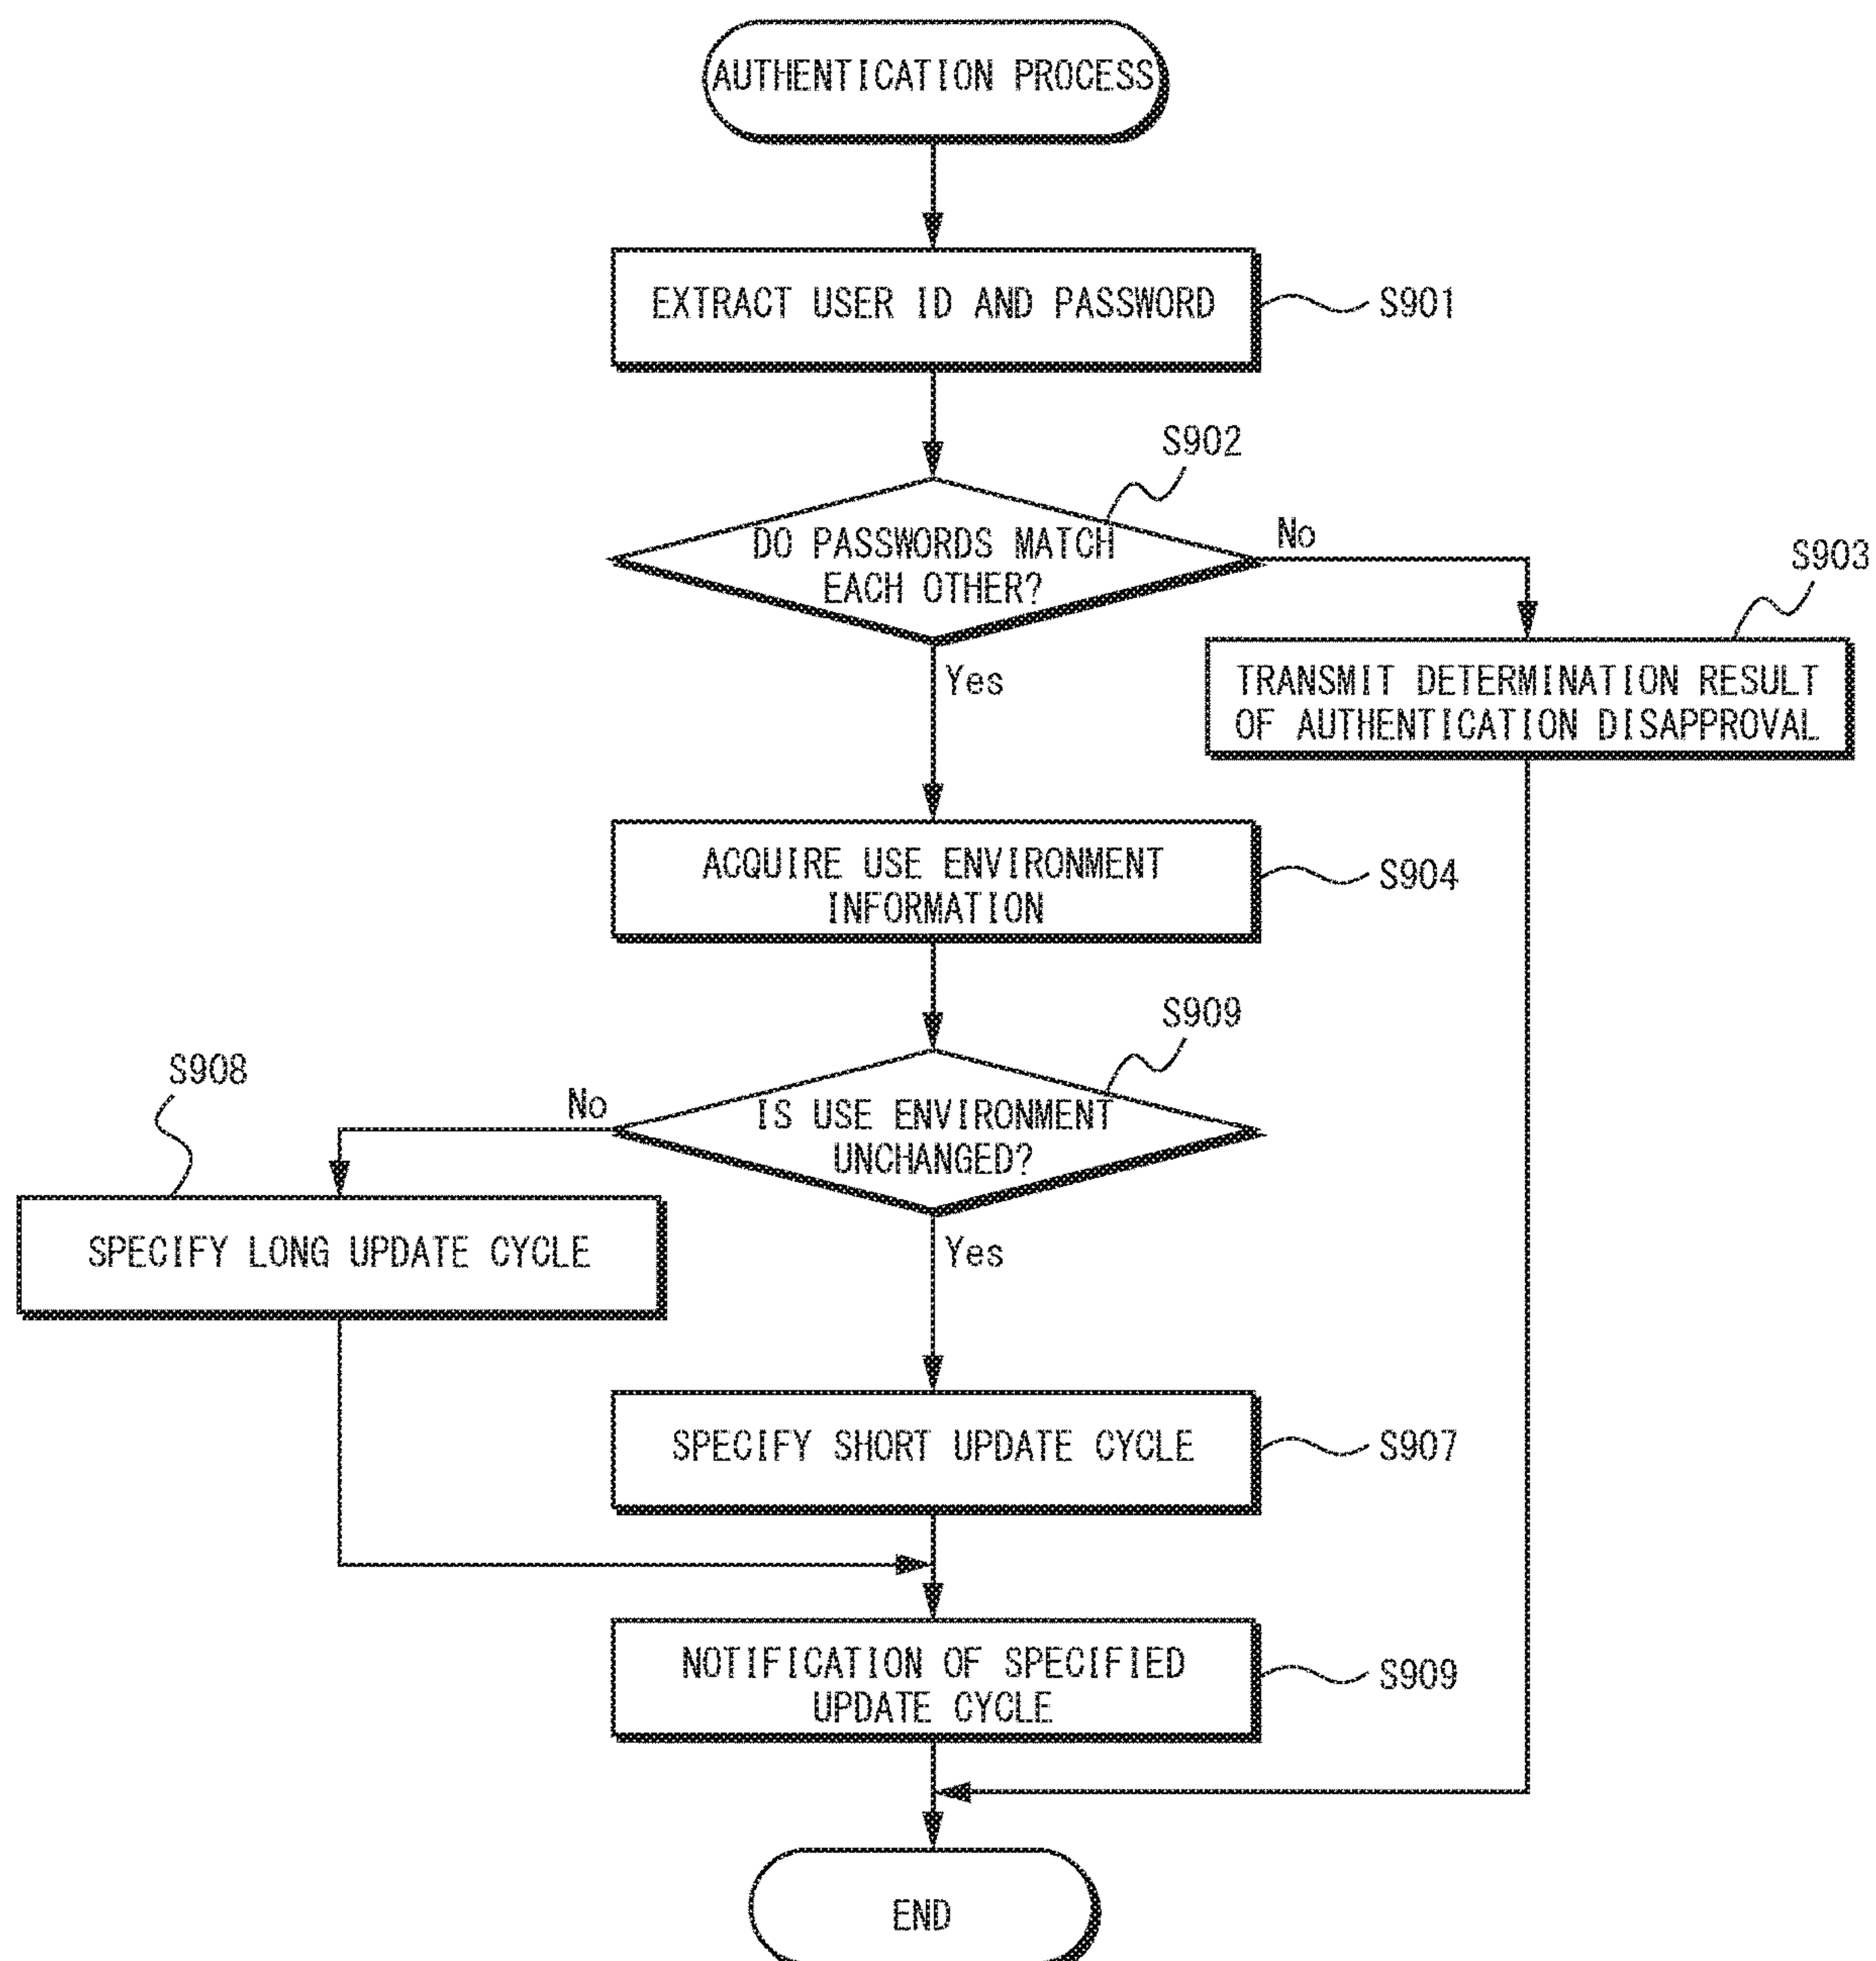 AUTHENTICATION PROCESS
EXTRACT USER ID AND PASSWORD
S901
S902
DO PASSWORDS MATCH
EACH OTHER?
No
S903
Yes
TRANSMIT DETERMINATION RESULT
OF AUTHENTICATION DISAPPROVAL
ACQUIRE USE ENVIRONMENT
INFORMATION
S904
S909
S908
No
IS USE ENVIRONMENT
UNCHANGED?
SPECIFY LONG UPDATE CYCLE
Yes
SPECIFY SHORT UPDATE CYCLE
S907
NOTIFICATION OF SPECIFIED
UPDATE CYCLE
S909
END